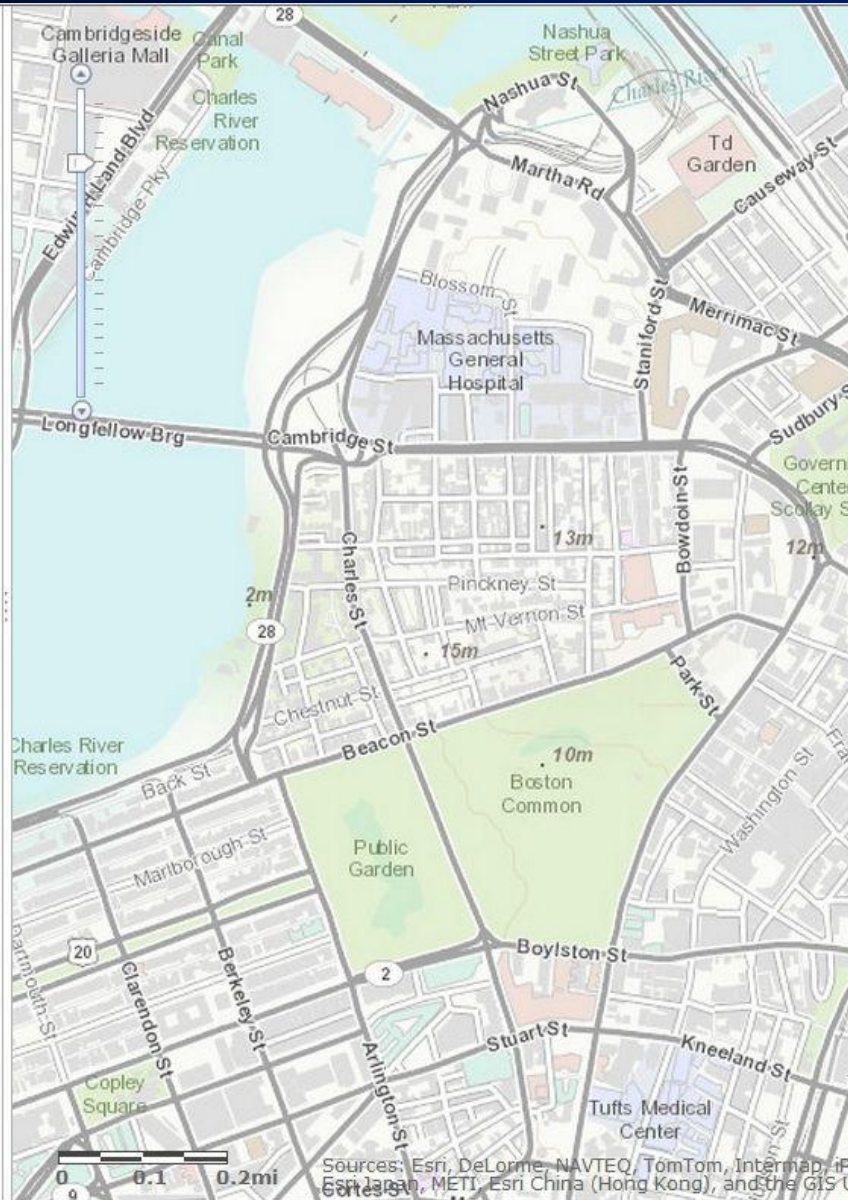 28
Cambridgeside
Galleria Mall
Canal
Park
Nashua
Street Park
Charles
River
Reservation
Nashua St
Charles River
Td
Garden
Edwin Land Blvd
Cambridge Pky
Martha Rd
Causeway St
Blossom St
Staniford St
Merrimac St
Massachusetts
General
Hospital
Longfellow Brg
Cambridge St
Sudbury S
Govern
Cente
Scollay S
Bowdoin St
Charles St
13m
12m
Pinckney St
2m
Mt Vernon St
28
15m
Park St
Chestnut St
Beacon St
Charles River
Reservation
Back St
10m
Boston
Common
Washington St
Fra
Marlborough St
Public
Garden
20
Dartmouth St
Clarendon St
Berkeley St
2
Boylston St
Stuart St
Kneeland St
Arlington St
Copley
Square
Tufts Medical
Center
0 0.1 0.2mi
9
Cortes St
Sources: Esri, DeLorme, NAVTEQ, TomTom, Intermap, iP
Esri Japan, METI, Esri China (Hong Kong), and the GIS U